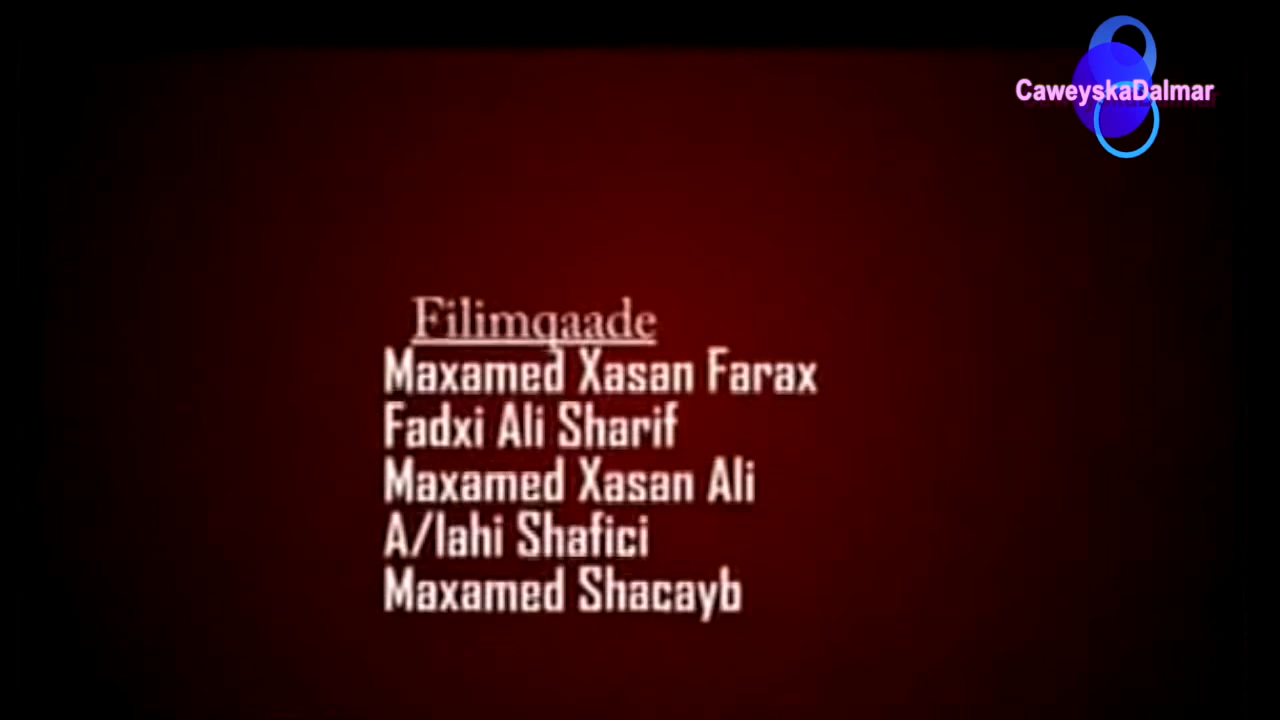 CaweyskaDalmar
Filimqaade
Maxamed Xasan Farax
Fadxi Ali Sharif
Maxamed Xasan Ali
A/lahi Shafici
Maxamed Shacayb